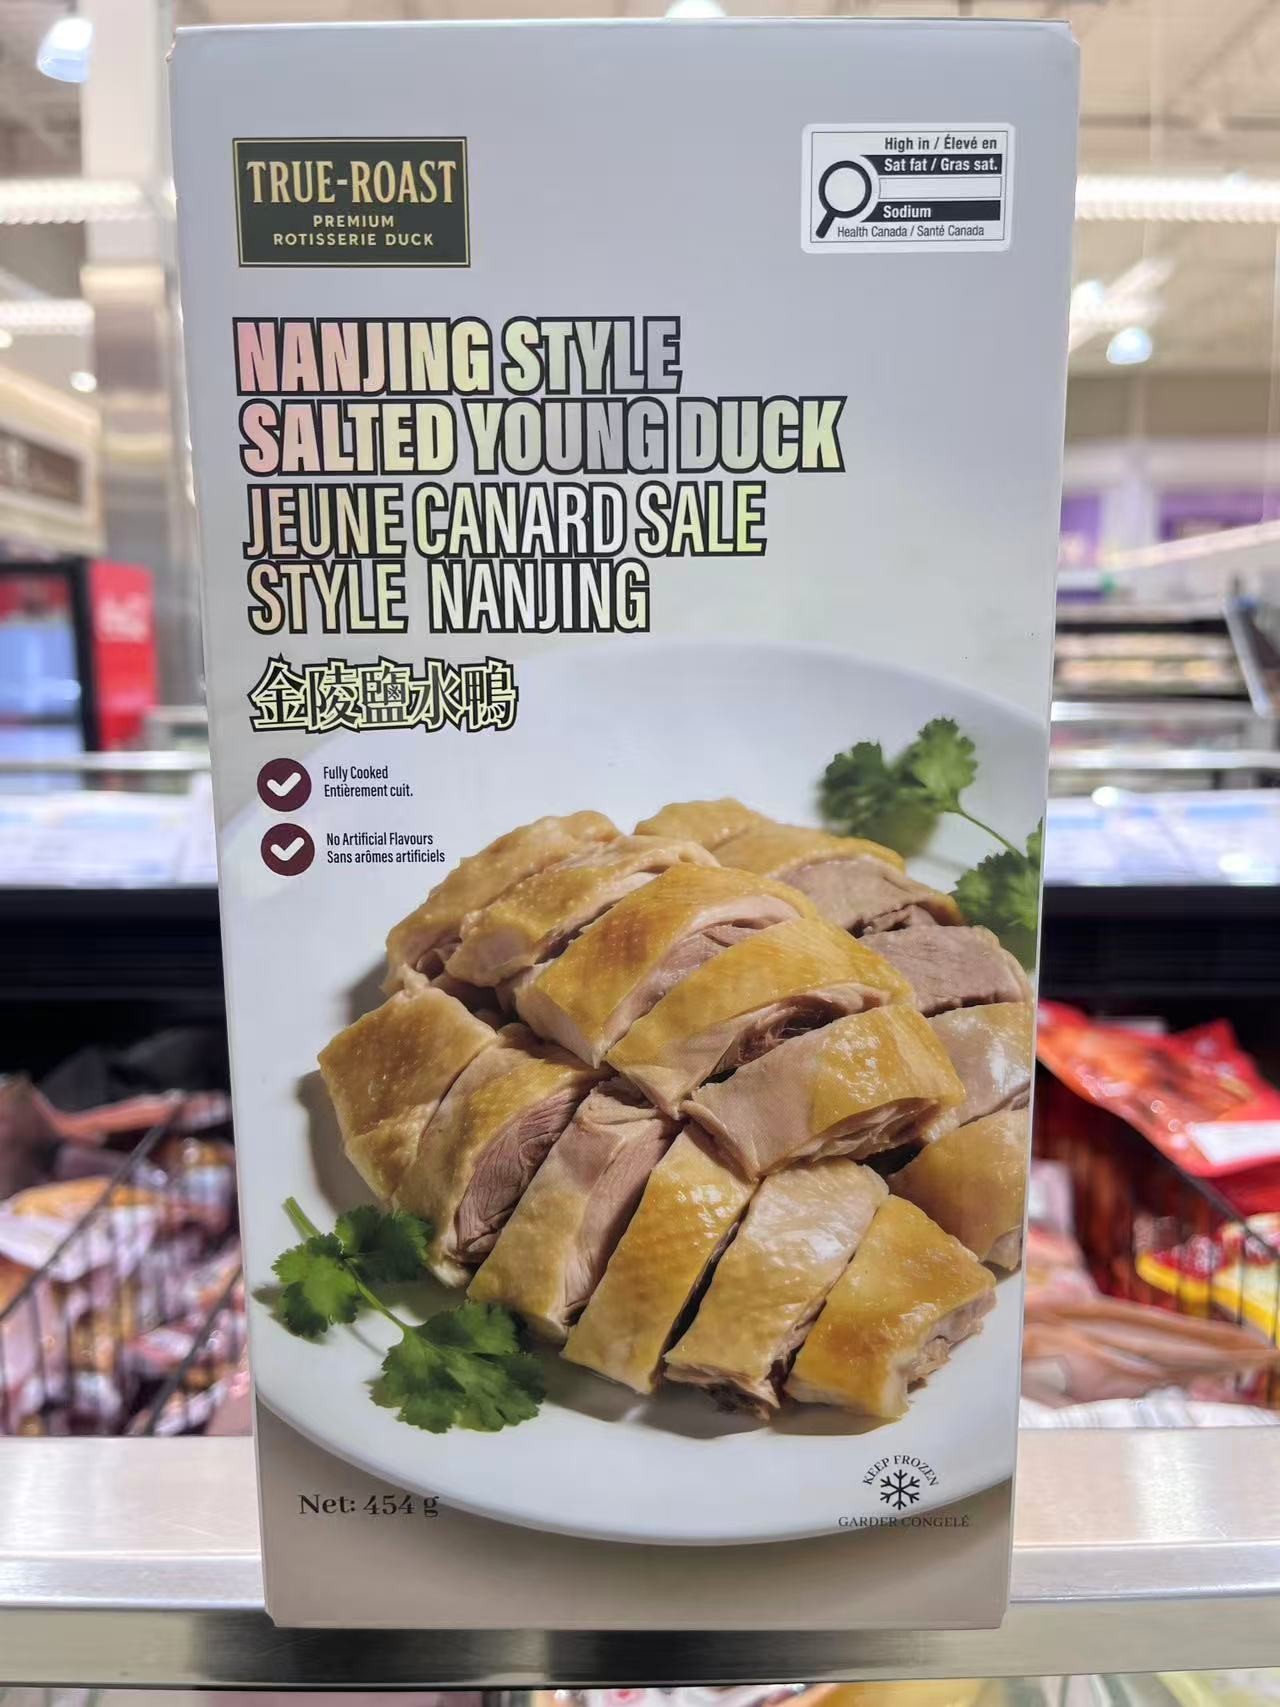 TRUE-ROAST
PREMIUM
ROTISSERIE DUCK
High in / Élevé en
Sat fat / Gras sat.
Sodium
Health Canada / Santé Canada
NANJING STYLE
SALTED YOUNG DUCK
JEUNE CANARD SALE
STYLE NANJING
金陵鹽水鴨
Fully Cooked
Entièrement cuit.
No Artificial Flavours
Sans arômes artificiels
Net: 454 g
KEEP FROZEN
GARDER CONGELÉ